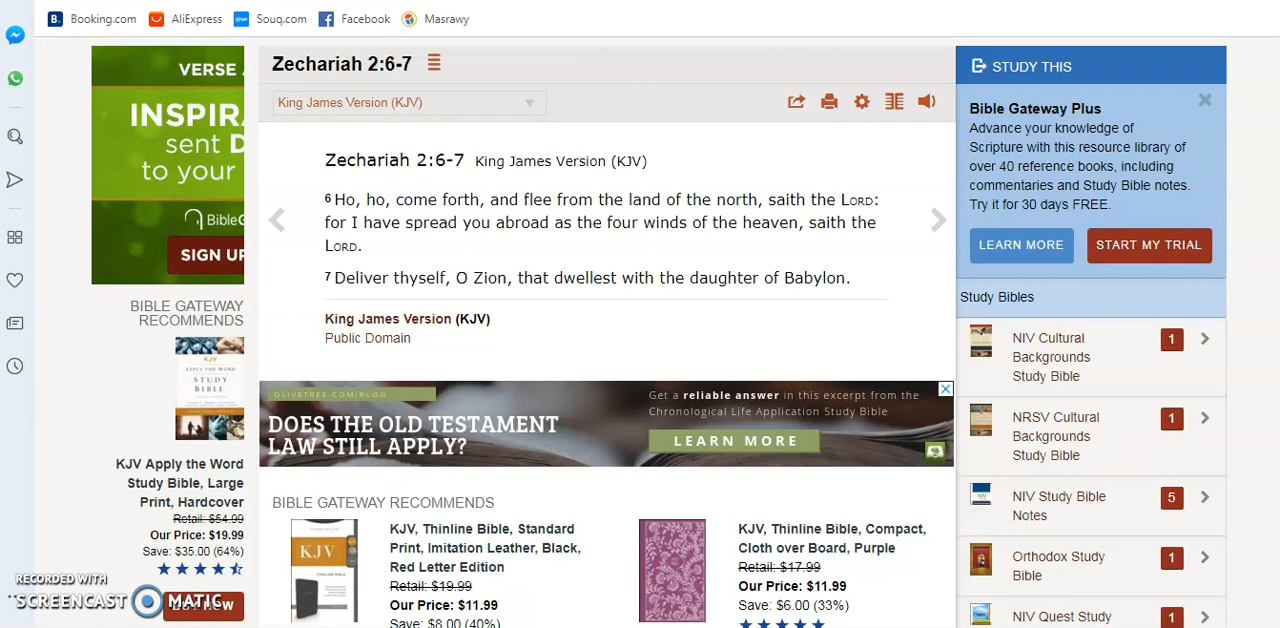 Booking.com AliExpress Souq.com Facebook Masrawy
VERSE
INSPIR
sent D
to your
BibleG
SIGN UP
BIBLE GATEWAY
RECOMMENDS
KJV
APPLY THE WORD
STUDY
BIBLE
KJV Apply the Word
Study Bible, Large
Print, Hardcover
Retail: $54.99
Our Price: $19.99
Save: $35.00 (64%)
RECORDED WITH
SCREENCAST MATIC
Zechariah 2:6-7
King James Version (KJV)
Zechariah 2:6-7 King James Version (KJV)
6 Ho, ho, come forth, and flee from the land of the north, saith the LORD:
for I have spread you abroad as the four winds of the heaven, saith the
LORD.
7 Deliver thyself, O Zion, that dwellest with the daughter of Babylon.
King James Version (KJV)
Public Domain
OLIVETREE.COM/BLOG
DOES THE OLD TESTAMENT
LAW STILL APPLY?
Get a reliable answer in this excerpt from the
Chronological Life Application Study Bible
LEARN MORE
BIBLE GATEWAY RECOMMENDS
KJV
KJV, Thinline Bible, Standard
Print, Imitation Leather, Black,
Red Letter Edition
Retail: $19.99
Our Price: $11.99
Save: $8.00 (40%)
KJV, Thinline Bible, Compact,
Cloth over Board, Purple
Retail: $17.99
Our Price: $11.99
Save: $6.00 (33%)
STUDY THIS
Bible Gateway Plus
Advance your knowledge of
Scripture with this resource library of
over 40 reference books, including
commentaries and Study Bible notes.
Try it for 30 days FREE.
LEARN MORE START MY TRIAL
Study Bibles
NIV Cultural
Backgrounds
Study Bible
1
NRSV Cultural
Backgrounds
Study Bible
1
NIV Study Bible
Notes
5
Orthodox Study
Bible
1
NIV Quest Study
1